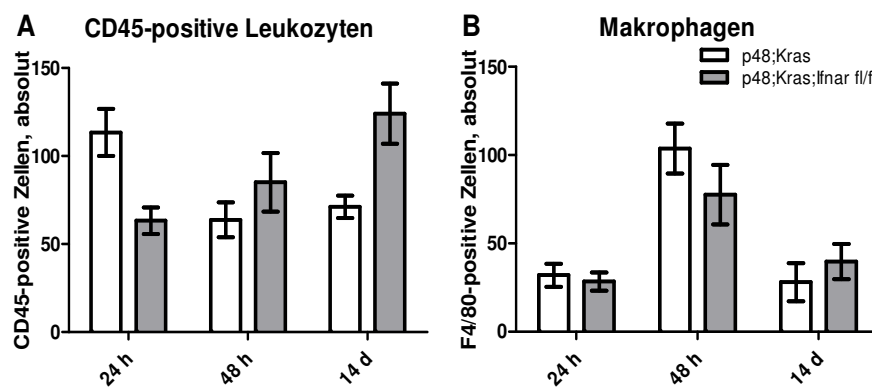 A CD45-positive Leukozyten
CD45-positive Zellen, absolut
150
100
50
0
24 h
48 h
14 d
B Makrophagen
p48;Kras
p48;Kras;Ifnar fl/f
F4/80-positive Zellen, absolut
150
100
50
0
24 h
48 h
14 d